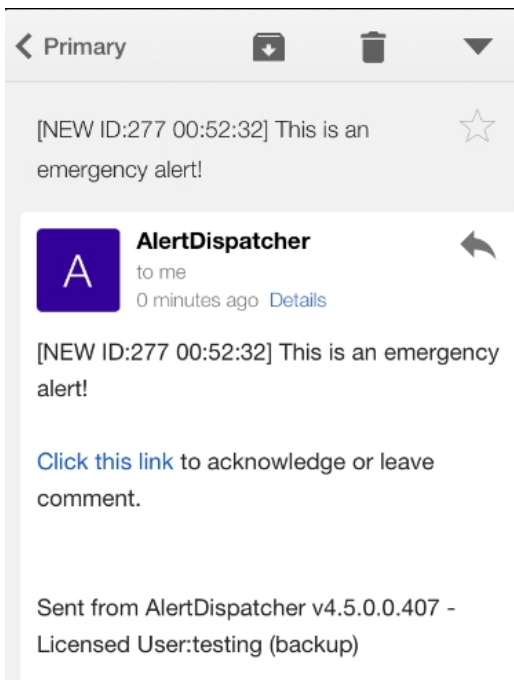 Primary
[NEW ID:277 00:52:32] This is an
emergency alert!
A
AlertDispatcher
to me
0 minutes ago Details
[NEW ID:277 00:52:32] This is an emergency
alert!
Click this link to acknowledge or leave
comment.
Sent from AlertDispatcher v4.5.0.0.407 -
Licensed User:testing (backup)